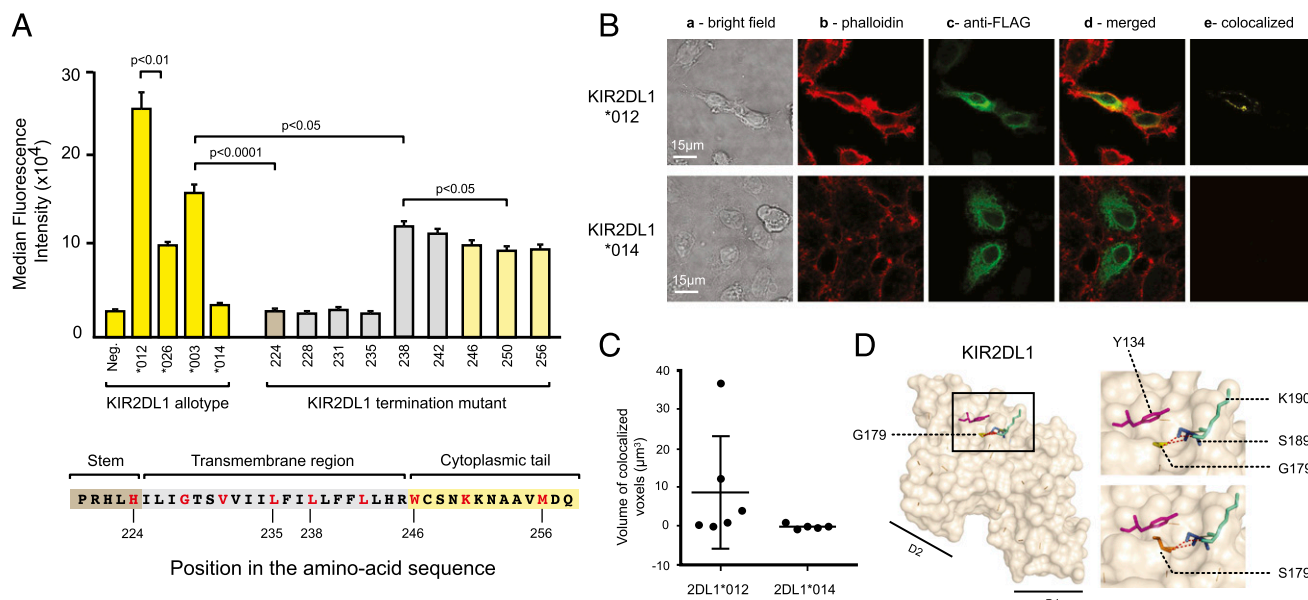 A
Median Fluorescence
Intensity (x10⁴)
30
20
10
0
p<0.01
p<0.05
p<0.0001
p<0.05
Neg.
*012
*026
*003
*014
224
228
231
235
238
242
246
250
256
KIR2DL1 allotype
KIR2DL1 termination mutant
Stem
Transmembrane region
Cytoplasmic tail
PRHLHILIGTSVVIILFILLFFLLHRWCSNKKNAAVMDQ
224
235
238
246
256
Position in the amino-acid sequence
B
a - bright field
b - phalloidin
c- anti-FLAG
d - merged
e- colocalized
KIR2DL1
*012
15μm
KIR2DL1
*014
15μm
C
Volume of colocalized
voxels (μm³)
40
30
20
10
0
-10
2DL1*012
2DL1*014
D
KIR2DL1
G179
D2
Y134
K190
S189
G179
S179